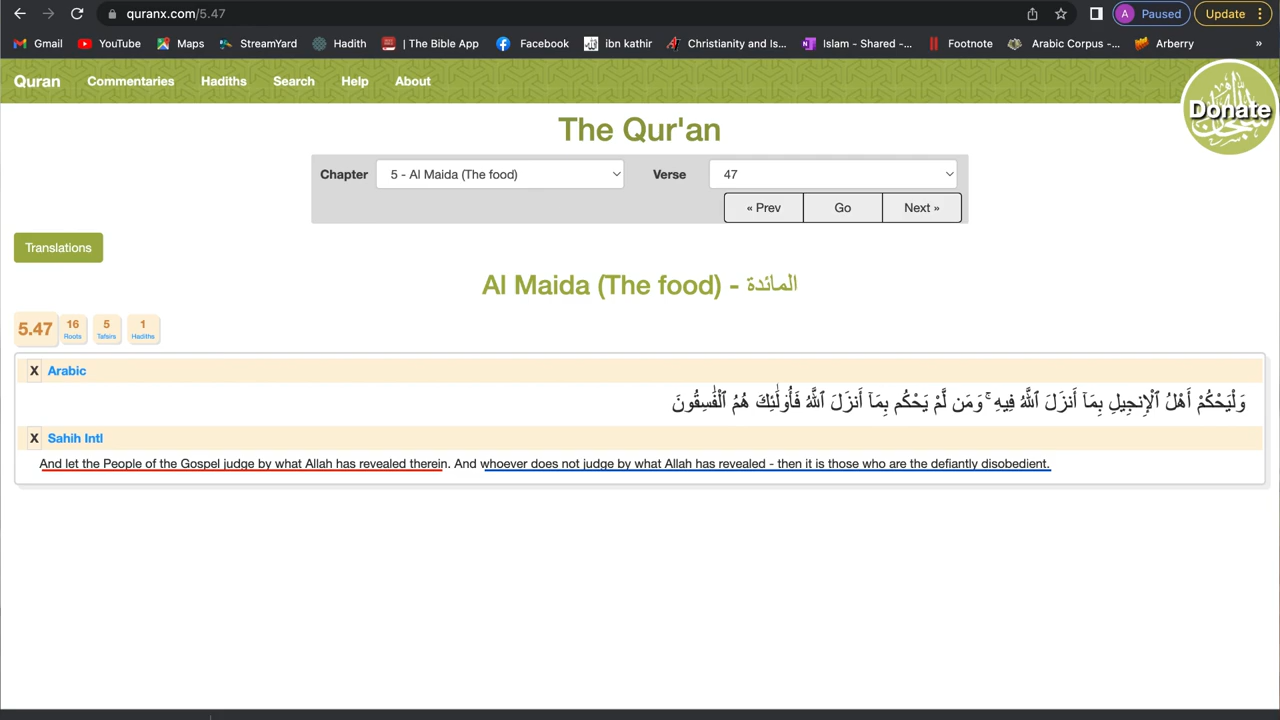 quranx.com/5.47
A Paused
Update
Gmail YouTube Maps StreamYard Hadith | The Bible App Facebook ibn kathir Christianity and Is... Islam - Shared -... Footnote Arabic Corpus -... Arberry »
Quran Commentaries Hadiths Search Help About
Donate
The Qur'an
Chapter 5 - Al Maida (The food) Verse 47
« Prev Go Next »
Translations
Al Maida (The food) - المائدة
5.47 16 Roots 5 Tafsirs 1 Hadiths
X Arabic
وَلْيَحْكُمْ أَهْلُ ٱلْإِنجِيلِ بِمَآ أَنزَلَ ٱللَّهُ فِيهِ ۚ وَمَن لَّمْ يَحْكُم بِمَآ أَنزَلَ ٱللَّهُ فَأُو۟لَٰٓئِكَ هُمُ ٱلْفَٰسِقُونَ
X Sahih Intl
And let the People of the Gospel judge by what Allah has revealed therein. And whoever does not judge by what Allah has revealed - then it is those who are the defiantly disobedient.